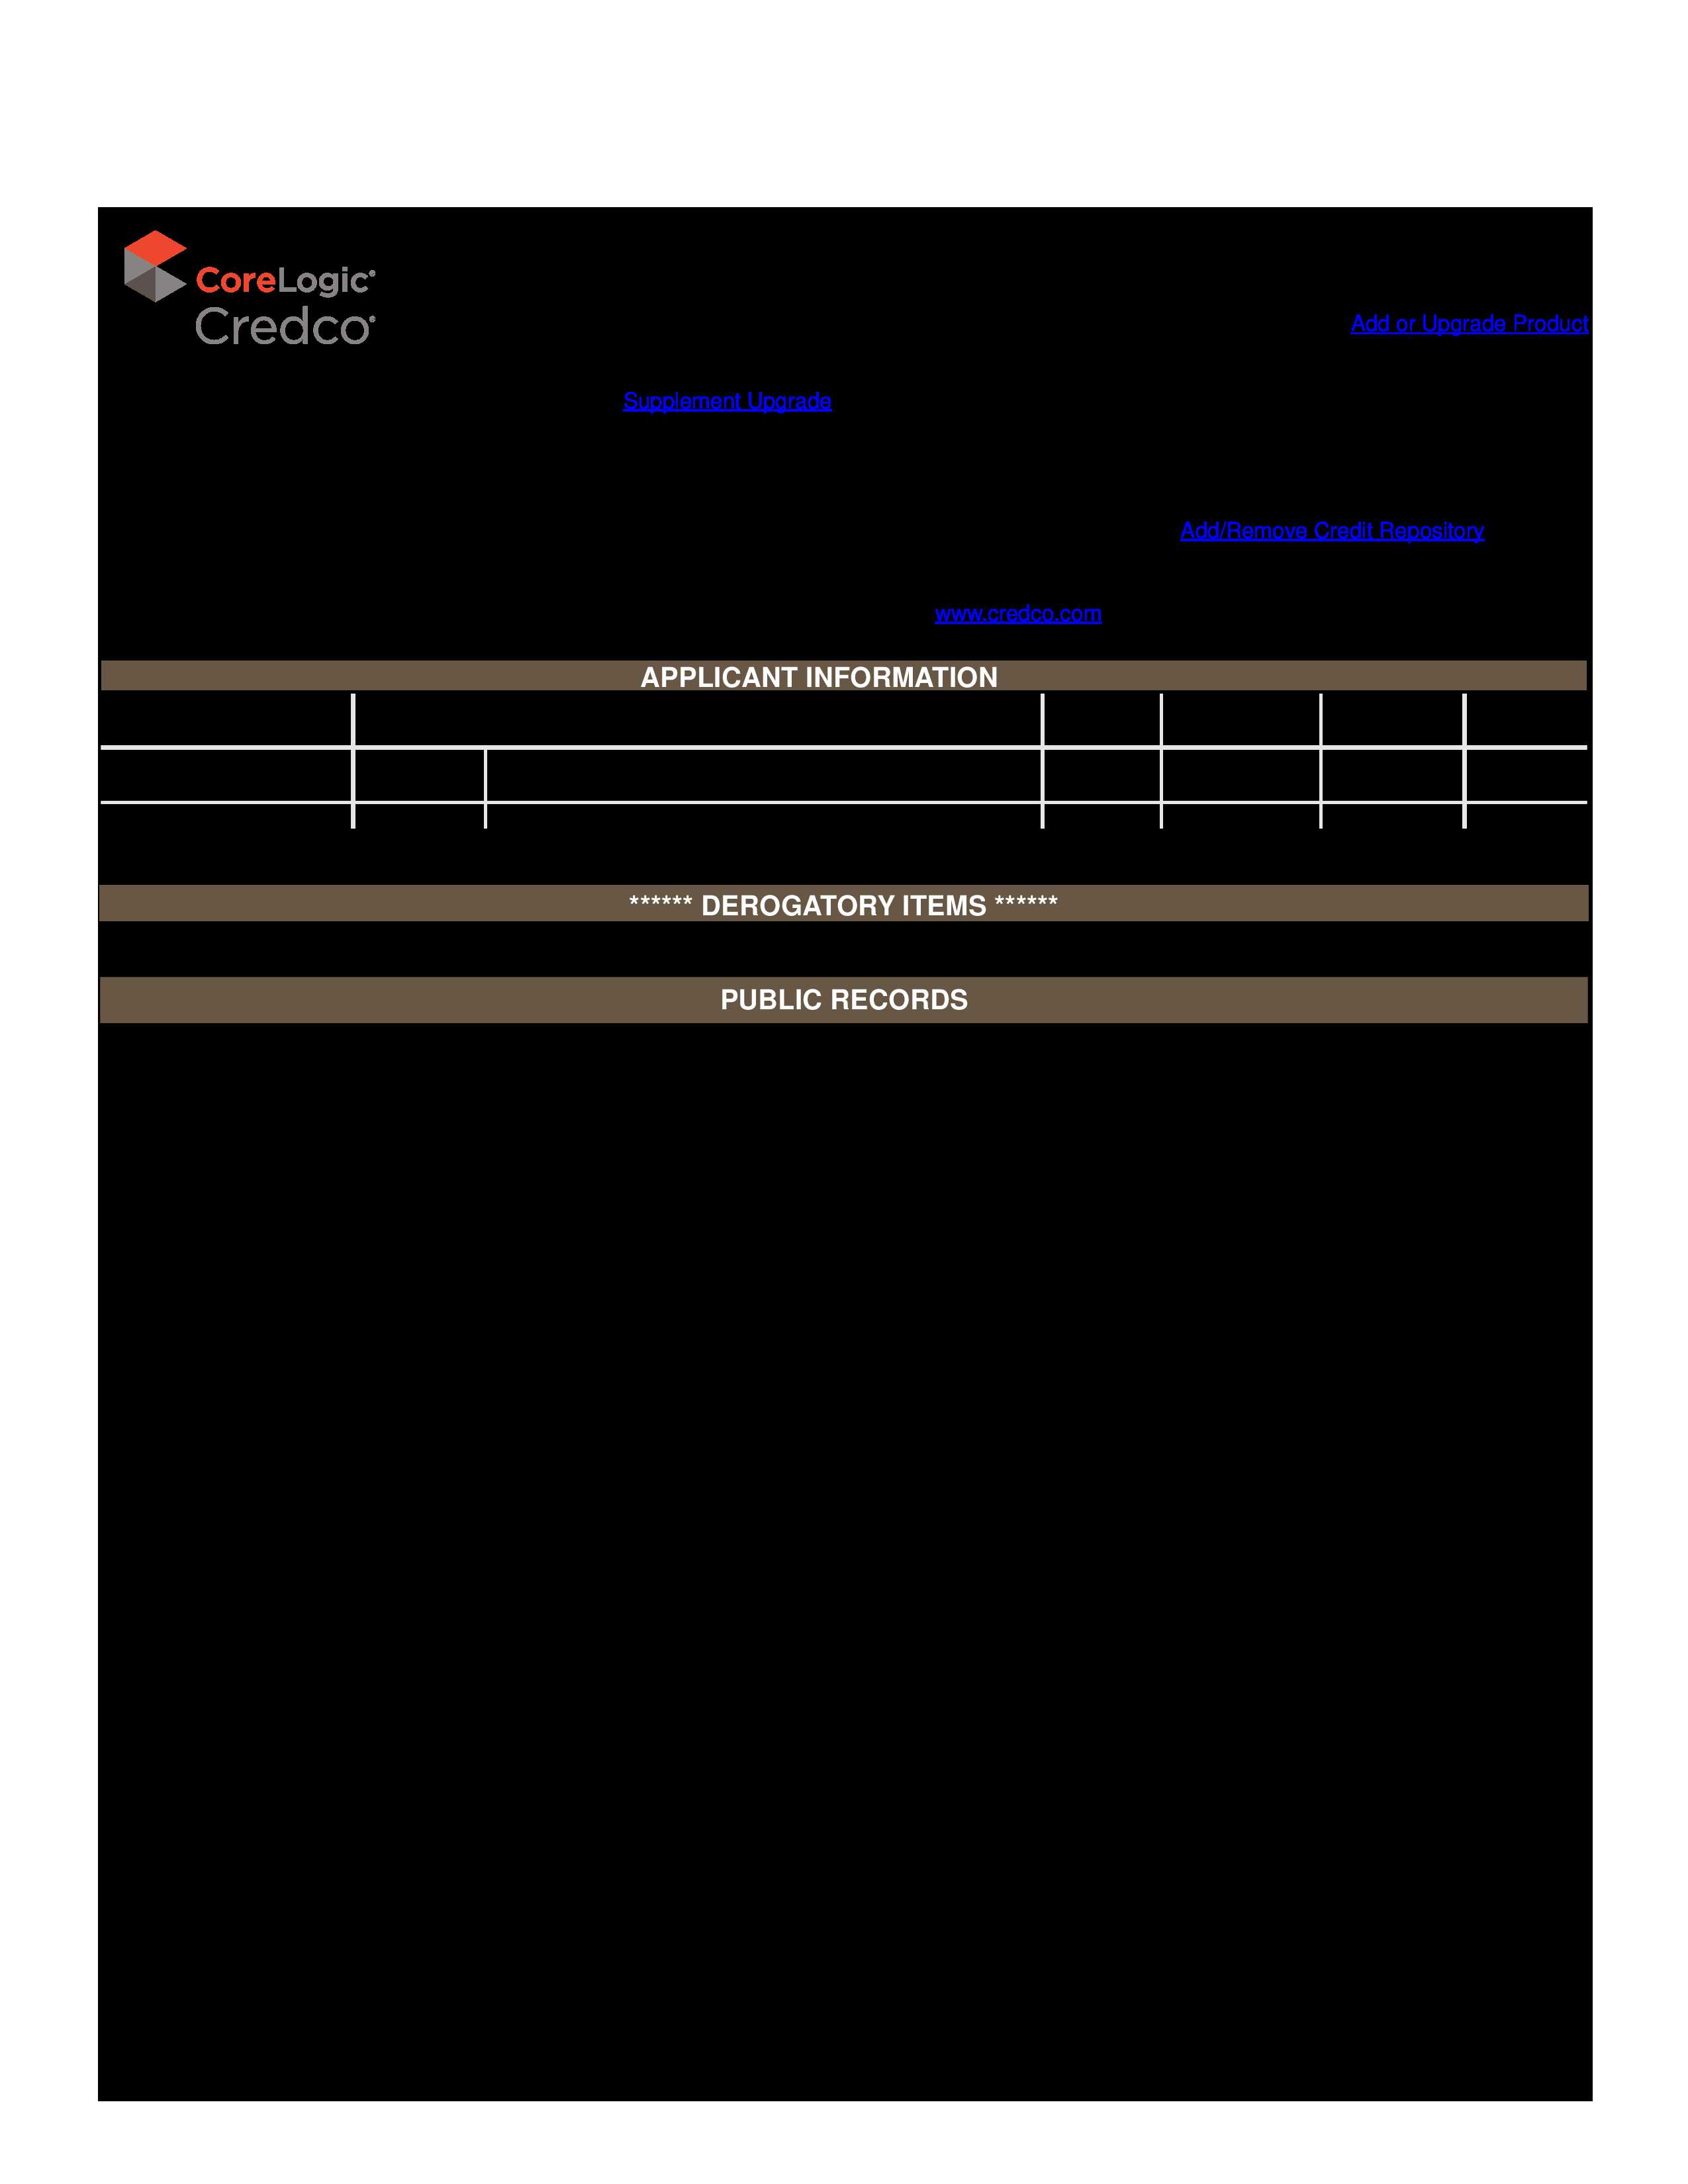 CoreLogic®
Credco®
Add or Upgrade Product
Supplement Upgrade
Add/Remove Credit Repository
www.credco.com
APPLICANT INFORMATION
****** DEROGATORY ITEMS ******
PUBLIC RECORDS